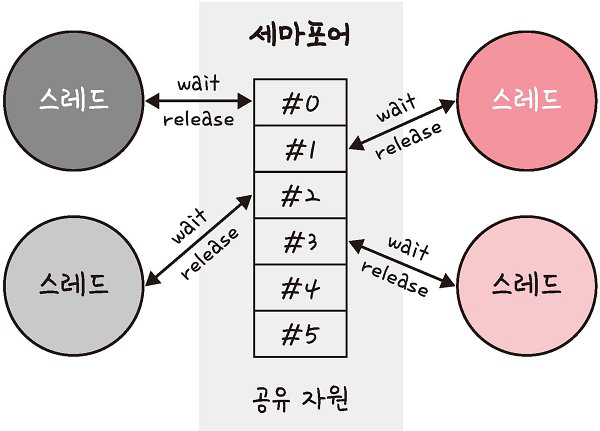 세마포어
스레드
wait
release
#0
wait
release
스레드
#1
#2
스레드
wait
release
#3
wait
release
스레드
#4
#5
공유 자원